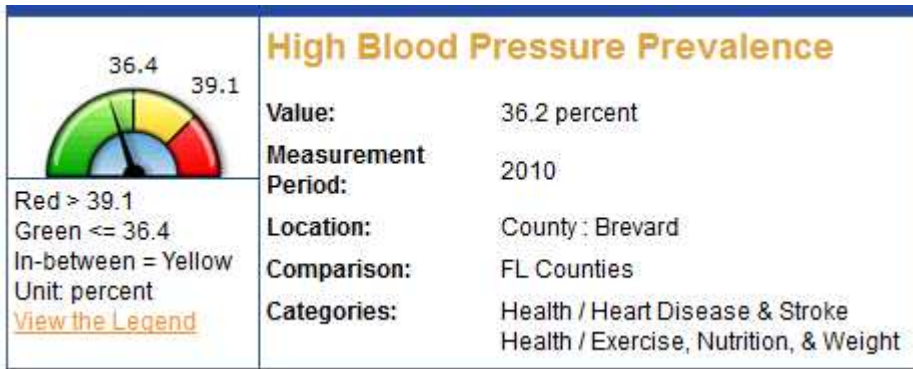 36.4
39.1
Red > 39.1
Green <= 36.4
In-between = Yellow
Unit: percent
View the Legend
High Blood Pressure Prevalence
Value: 36.2 percent
Measurement
Period: 2010
Location: County : Brevard
Comparison: FL Counties
Categories: Health / Heart Disease & Stroke
Health / Exercise, Nutrition, & Weight